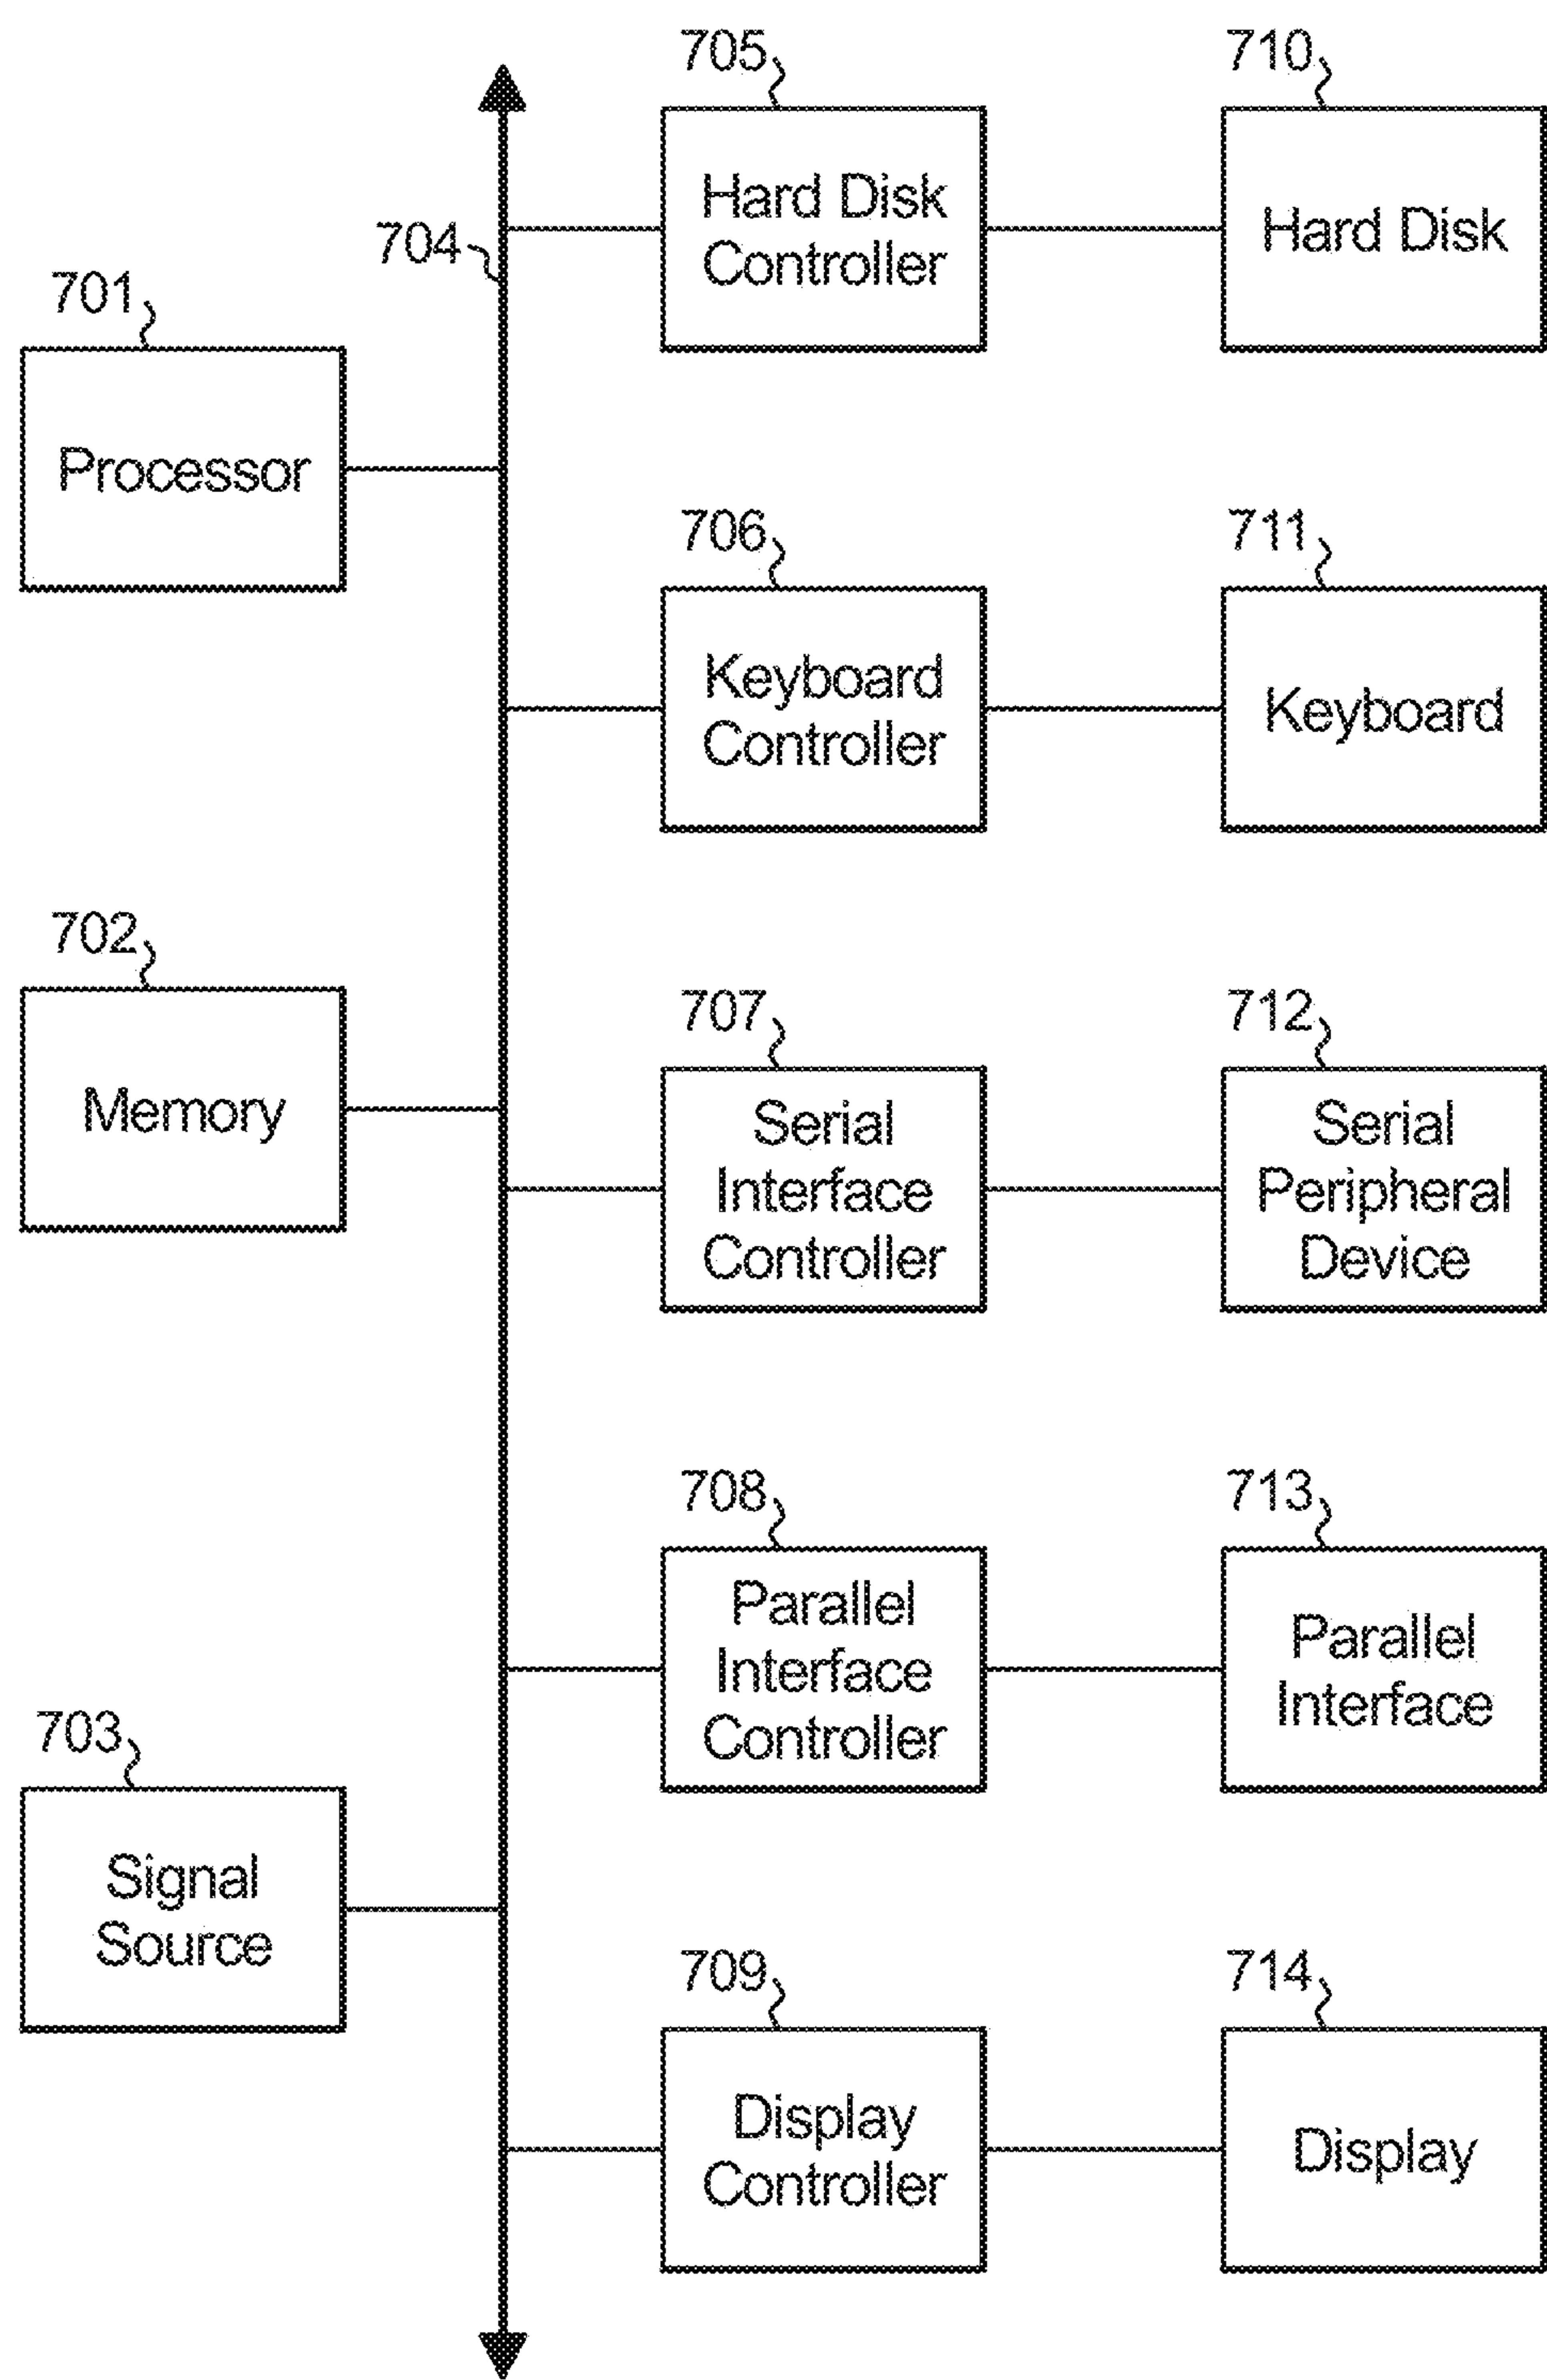 705
Hard Disk
Controller
710
Hard Disk
704
701
Processor
706
Keyboard
Controller
711
Keyboard
702
Memory
707
Serial
Interface
Controller
712
Serial
Peripheral
Device
708
Parallel
Interface
Controller
713
Parallel
Interface
703
Signal
Source
709
Display
Controller
714
Display